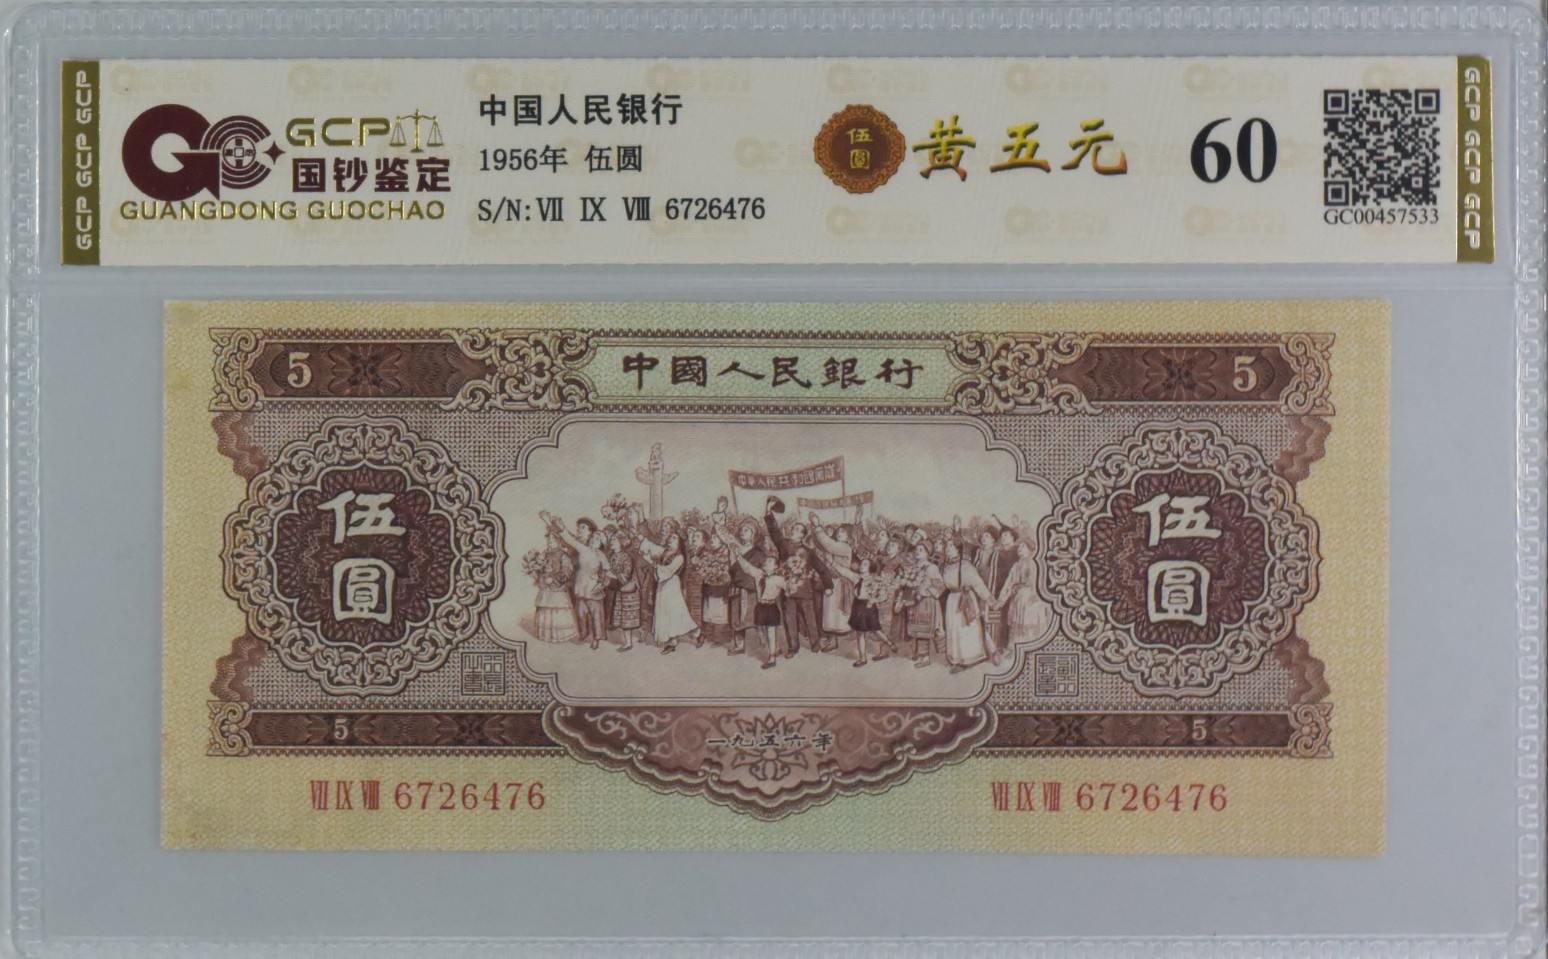 GCP GCP GCP
GCP
国钞鉴定
GUANGDONG GUOCHAO
中国人民银行
1956年 伍圆
S/N:Ⅶ Ⅸ Ⅷ 6726476
伍圆
黄五元
60
GC00457533
GCP GCP GCP
5
中國人民銀行
5
伍圓
伍圓
5
一九五六年
5
Ⅶ Ⅸ Ⅷ 6726476
Ⅶ Ⅸ Ⅷ 6726476